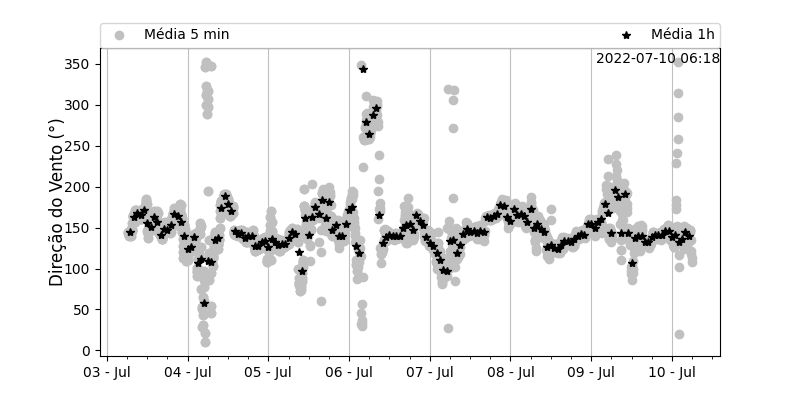 Média 5 min
Média 1h
2022-07-10 06:18
Direção do Vento (°)
350
300
250
200
150
100
50
0
03 - Jul
04 - Jul
05 - Jul
06 - Jul
07 - Jul
08 - Jul
09 - Jul
10 - Jul